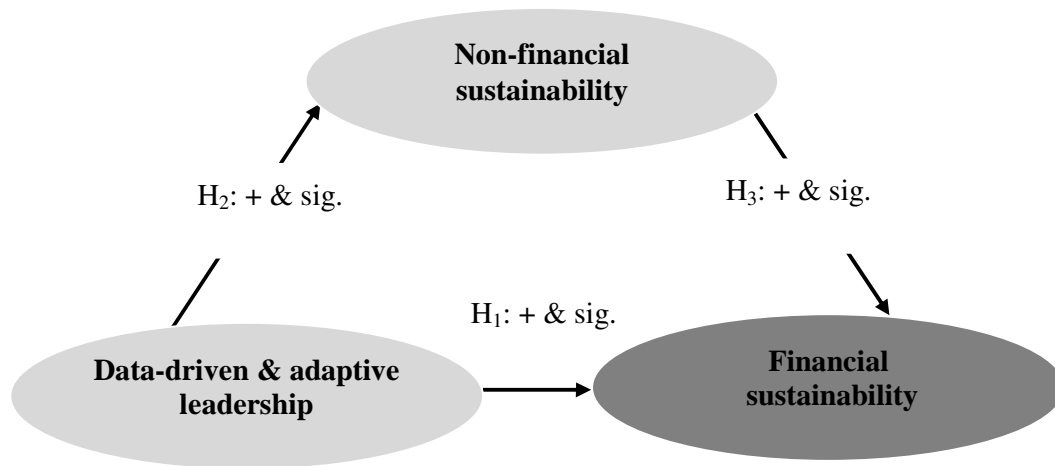 Non-financial
sustainability
H₂: + & sig.
H₃: + & sig.
H₁: + & sig.
Data-driven & adaptive
leadership
Financial
sustainability